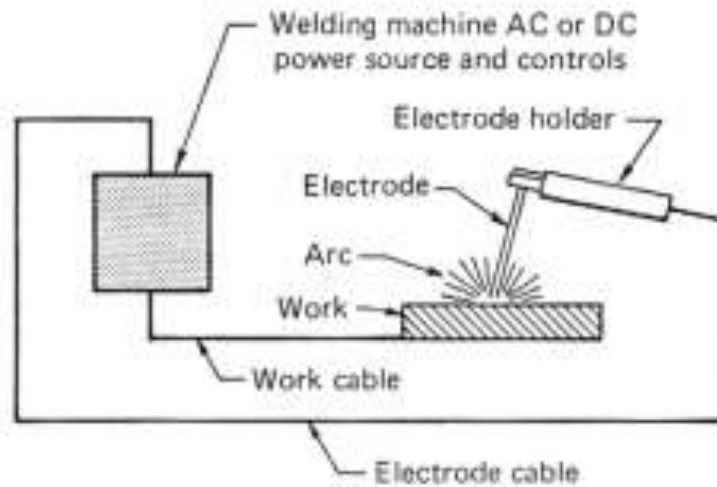 Welding machine AC or DC
power source and controls
Electrode holder
Electrode
Arc
Work
Work cable
Electrode cable